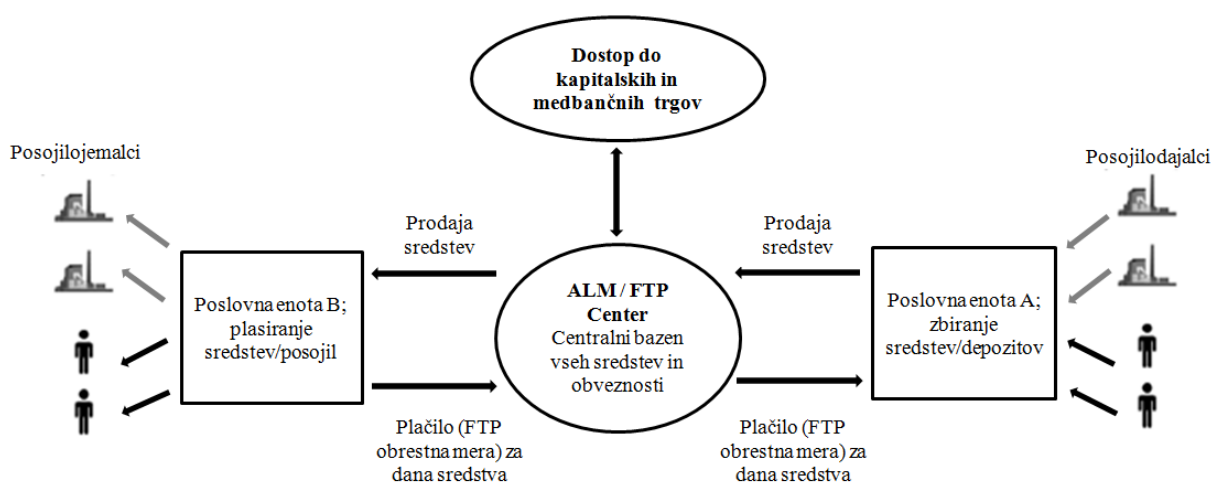 Dostop do
kapitalskih in
medbančnih trgov
Posojilojemalci
Posojilodajalci
Prodaja
sredstev
Prodaja
sredstev
Poslovna enota B;
plasiranje
sredstev/posojil
ALM / FTP
Center
Centralni bazen
vseh sredstev in
obveznosti
Poslovna enota A;
zbiranje
sredstev/depozitov
Plačilo (FTP
obrestna mera) za
dana sredstva
Plačilo (FTP
obrestna mera) za
dana sredstva